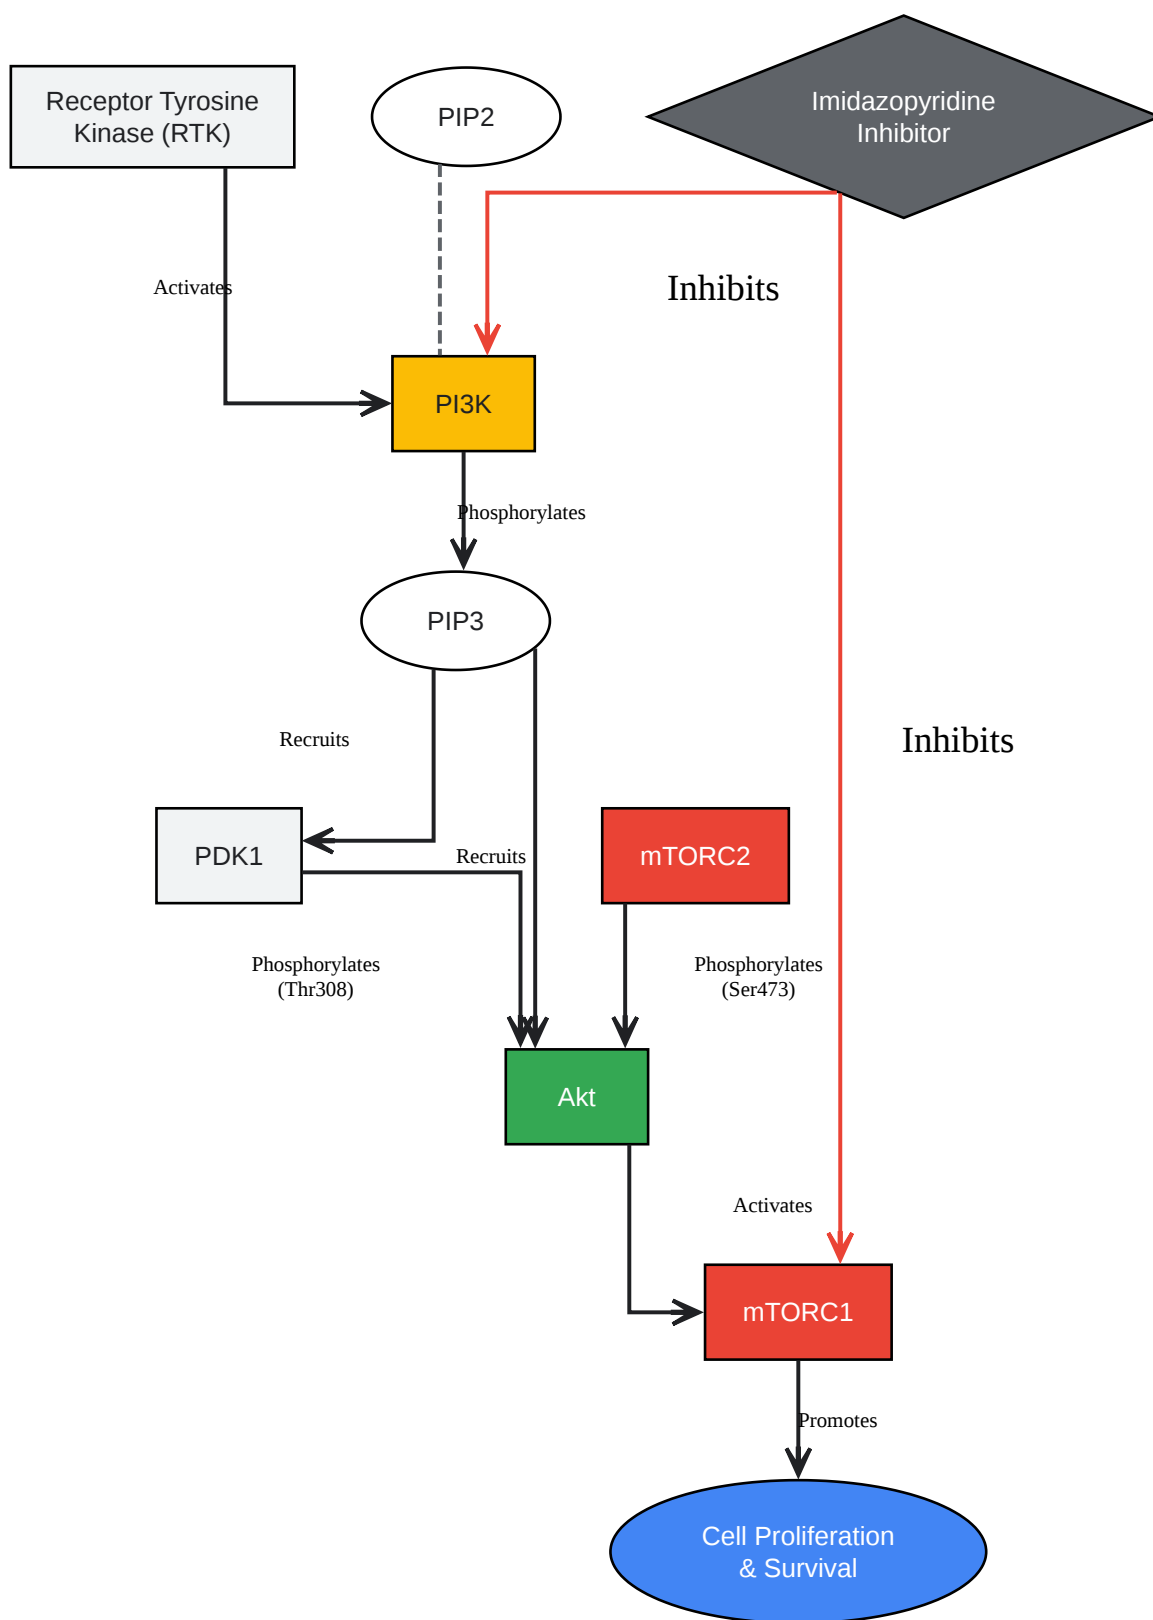 Receptor Tyrosine
Kinase (RTK)
PIP2
Imidazopyridine
Inhibitor
Activates
Inhibits
PI3K
Phosphorylates
PIP3
Recruits
Inhibits
PDK1
Recruits
mTORC2
Phosphorylates
(Thr308)
Phosphorylates
(Ser473)
Akt
Activates
mTORC1
Promotes
Cell Proliferation
& Survival